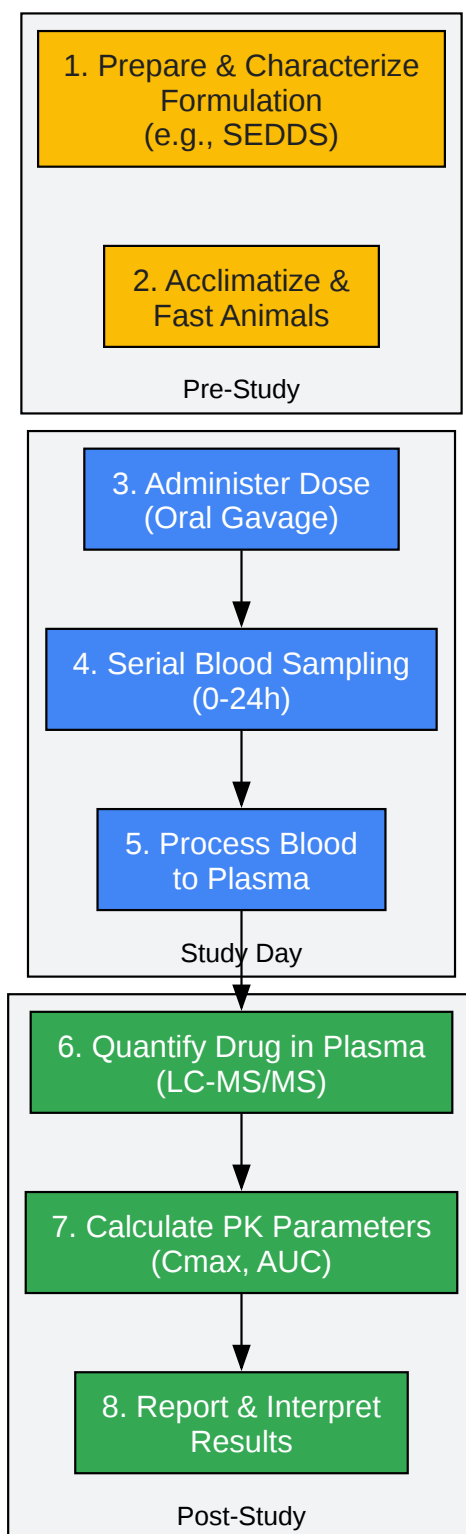 1. Prepare & Characterize
Formulation
(e.g., SEDDS)
2. Acclimatize &
Fast Animals
Pre-Study
3. Administer Dose
(Oral Gavage)
4. Serial Blood Sampling
(0-24h)
5. Process Blood
to Plasma
Study Day
6. Quantify Drug in Plasma
(LC-MS/MS)
7. Calculate PK Parameters
(Cmax, AUC)
8. Report & Interpret
Results
Post-Study